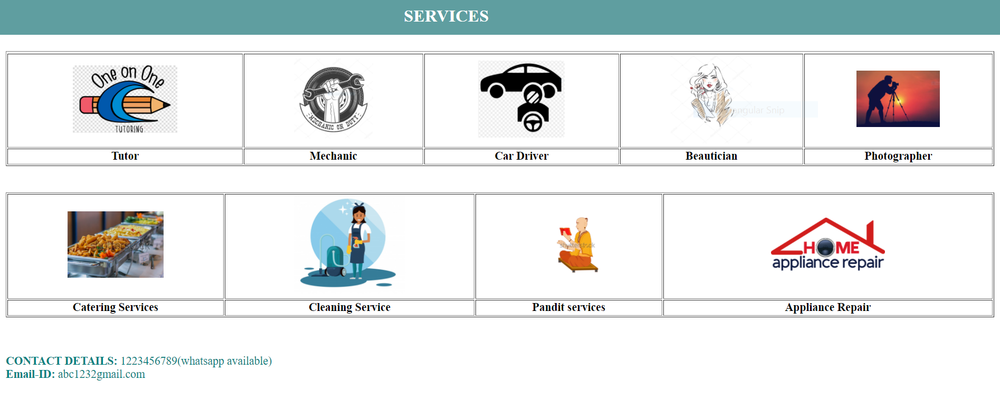 SERVICES
One on One
TUTORING
MECHANIC ON DUTY
angular Snip
Tutor
Mechanic
Car Driver
Beautician
Photographer
shutterstock
shutterstock
HOME
appliance repair
Catering Services
Cleaning Service
Pandit services
Appliance Repair
CONTACT DETAILS: 1223456789(whatsapp available)
Email-ID: abc1232gmail.com